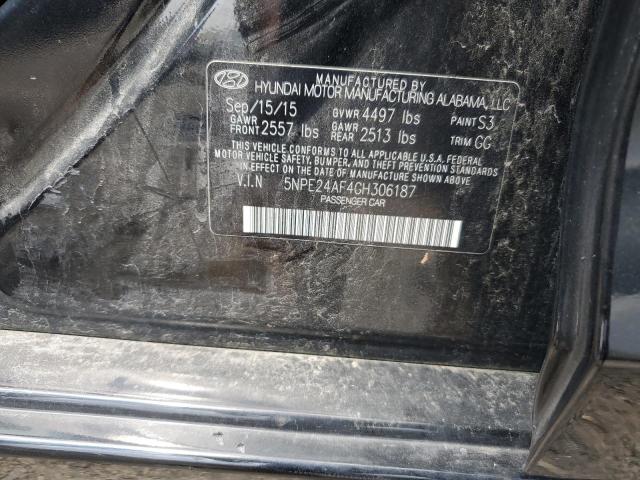 MANUFACTURED BY
HYUNDAI MOTOR MANUFACTURING ALABAMA, LLC
Sep/15/15 GVWR 4497 lbs PAINT S3
GAWR FRONT 2557 lbs GAWR REAR 2513 lbs TRIM GG
THIS VEHICLE CONFORMS TO ALL APPLICABLE U.S.A. FEDERAL
MOTOR VEHICLE SAFETY, BUMPER, AND THEFT PREVENTION STANDARDS
IN EFFECT ON THE DATE OF MANUFACTURE SHOWN ABOVE.
V.I.N 5NPE24AF4GH306187
PASSENGER CAR